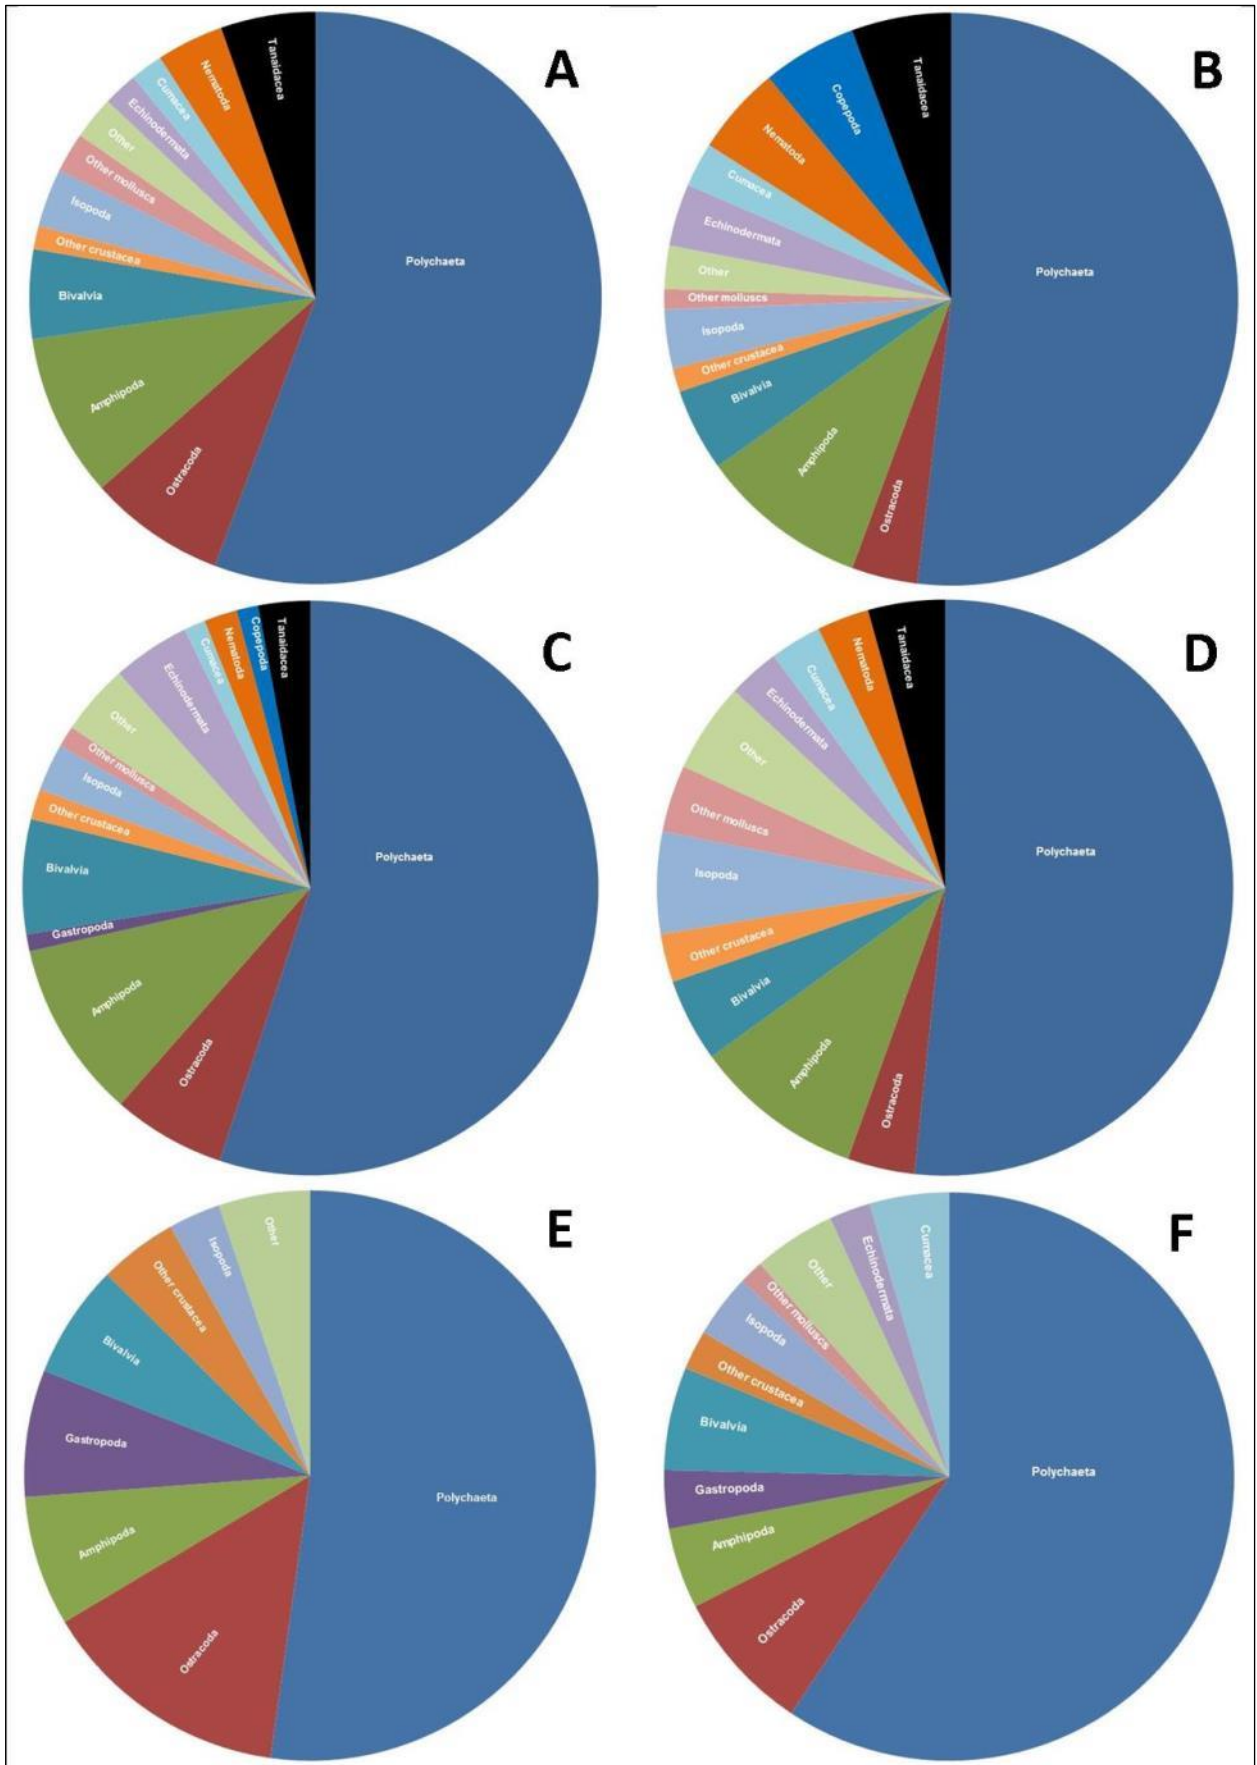 A
Tanaidacea
Nematoda
Cumacea
Echinodermata
Other
Other molluscs
Isopoda
Other crustacea
Bivalvia
Amphipoda
Ostracoda
Polychaeta
B
Tanaidacea
Copepoda
Nematoda
Cumacea
Echinodermata
Other
Other molluscs
Isopoda
Other crustacea
Bivalvia
Amphipoda
Ostracoda
Polychaeta
C
Tanaidacea
Copepoda
Nematoda
Cumacea
Echinodermata
Other
Other molluscs
Isopoda
Other crustacea
Bivalvia
Gastropoda
Amphipoda
Ostracoda
Polychaeta
D
Tanaidacea
Nematoda
Cumacea
Echinodermata
Other
Other molluscs
Isopoda
Other crustacea
Bivalvia
Amphipoda
Ostracoda
Polychaeta
E
Other
Isopoda
Other crustacea
Bivalvia
Gastropoda
Amphipoda
Ostracoda
Polychaeta
F
Cumacea
Echinodermata
Other
Other molluscs
Isopoda
Other crustacea
Bivalvia
Gastropoda
Amphipoda
Ostracoda
Polychaeta